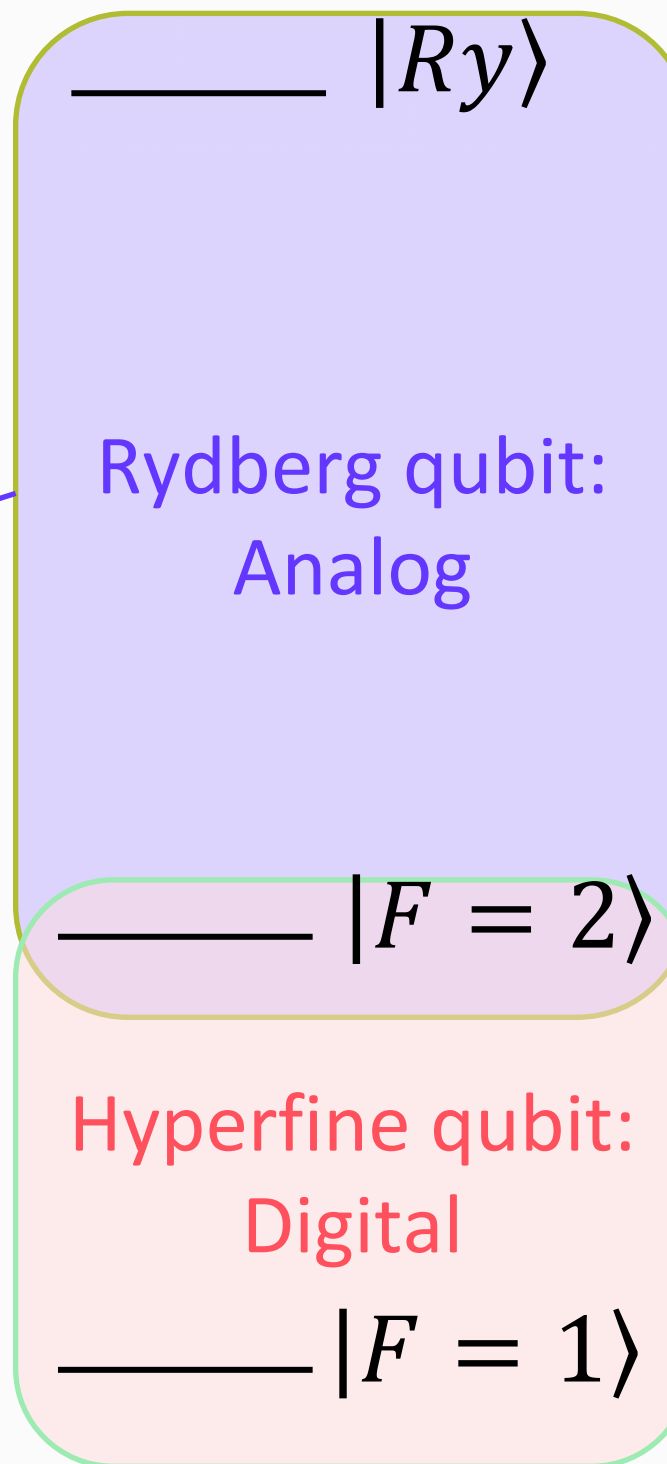 |Ry⟩
Rydberg qubit:
Analog
|F = 2⟩
Hyperfine qubit:
Digital
|F = 1⟩